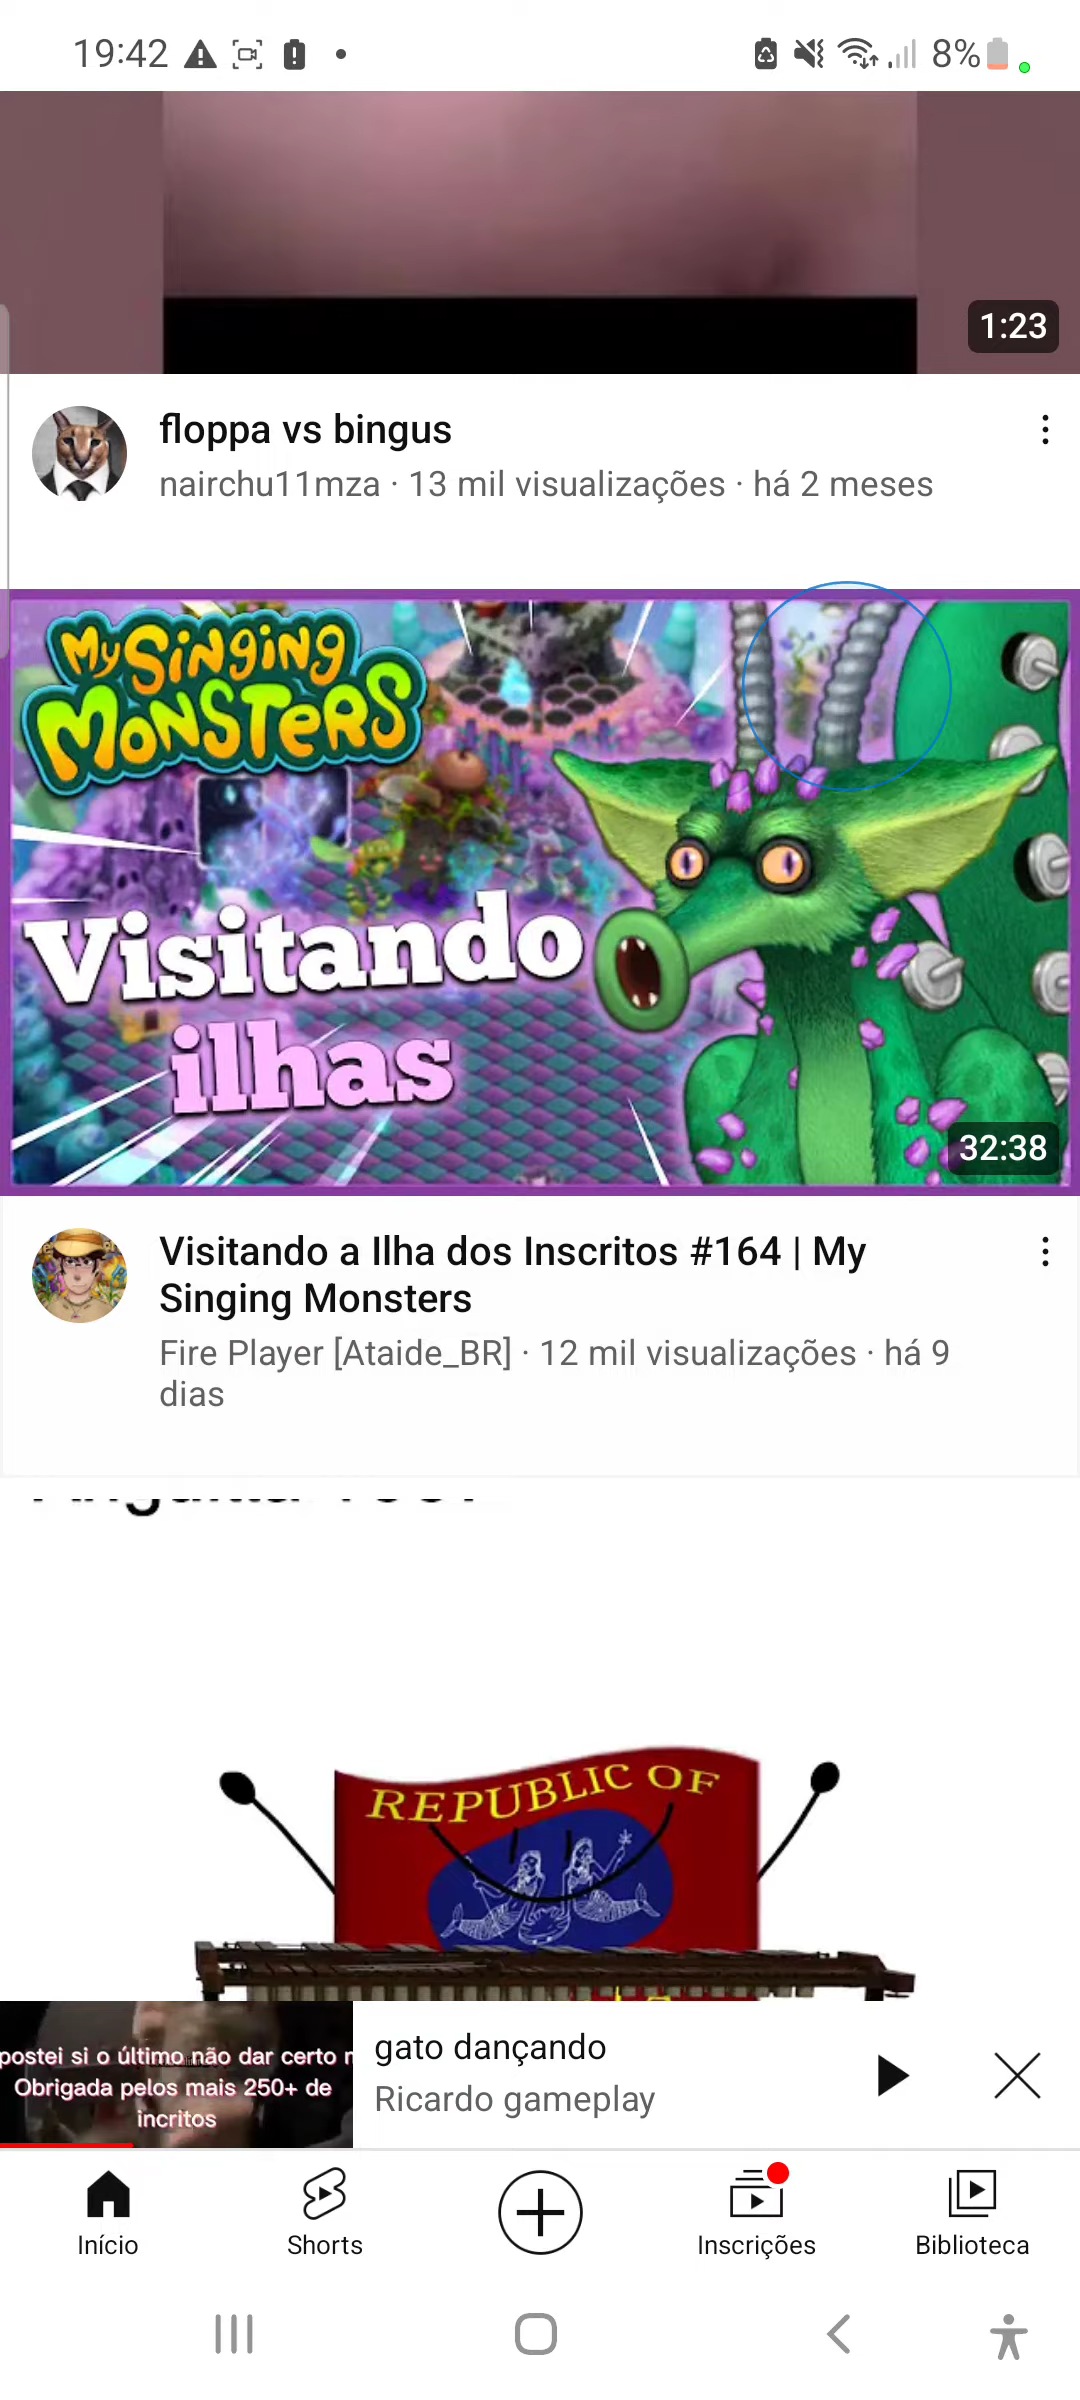 19:42
8%
1:23
floppa vs bingus
nairchu11mza · 13 mil visualizações · há 2 meses
My Singing
Monsters
Visitando
ilhas
32:38
Visitando a Ilha dos Inscritos #164 | My
Singing Monsters
Fire Player [Ataide_BR] · 12 mil visualizações · há 9
dias
REPUBLIC OF
postei si o último não dar certo
Obrigada pelos mais 250+ de
incritos
gato dançando
Ricardo gameplay
Início
Shorts
Inscrições
Biblioteca